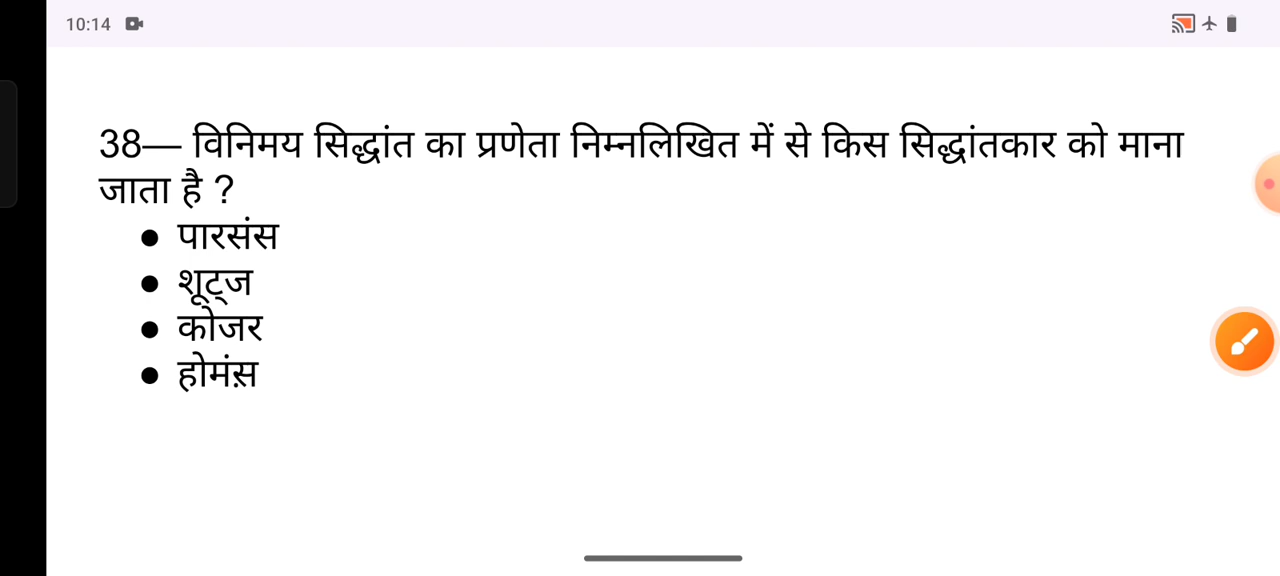 10:14
38— विनिमय सिद्धांत का प्रणेता निम्नलिखित में से किस सिद्धांतकार को माना
जाता है ?
● पारसंस
● शूट्ज
● कोजर
● होमंस़